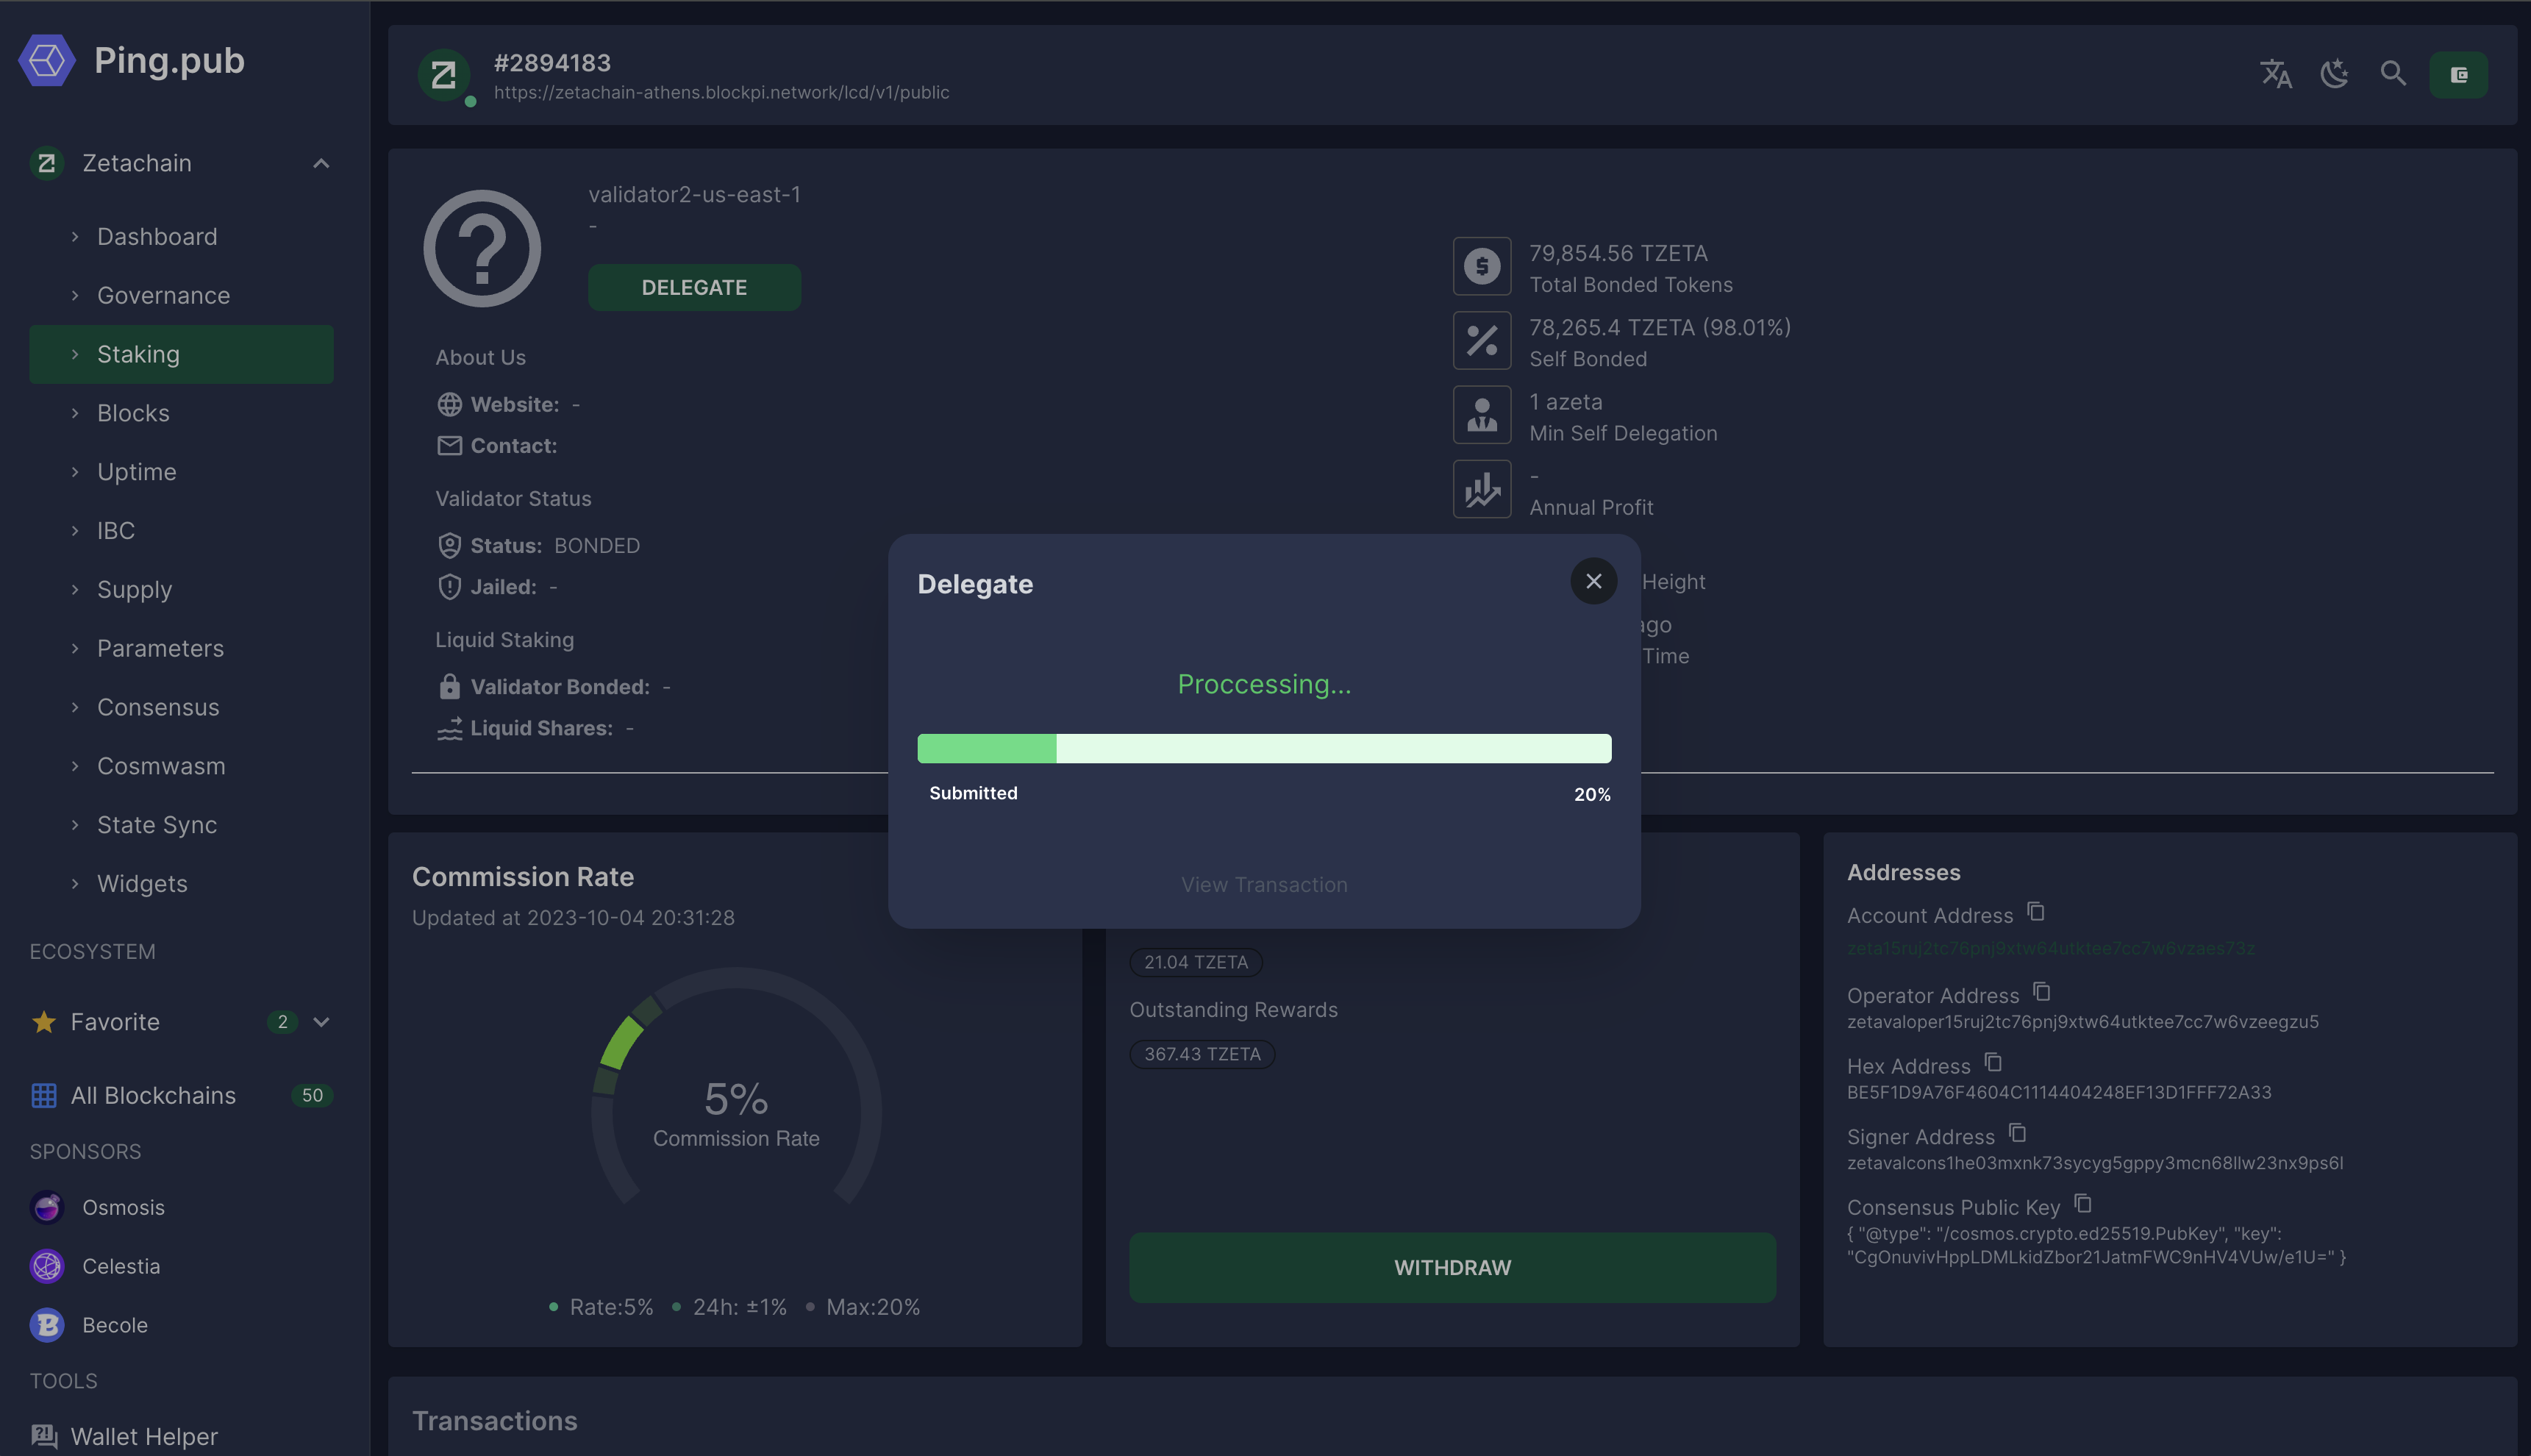 Ping.pub
Zetachain
Dashboard
Governance
Staking
Blocks
Uptime
IBC
Supply
Parameters
Consensus
Cosmwasm
State Sync
Widgets
ECOSYSTEM
Favorite 2
All Blockchains 50
SPONSORS
Osmosis
Celestia
Becole
TOOLS
Wallet Helper
#2894183
https://zetachain-athens.blockpi.network/lcd/v1/public
validator2-us-east-1
-
DELEGATE
About Us
Website: -
Contact:
Validator Status
Status: BONDED
Jailed: -
Liquid Staking
Validator Bonded: -
Liquid Shares: -
79,854.56 TZETA
Total Bonded Tokens
78,265.4 TZETA (98.01%)
Self Bonded
1 azeta
Min Self Delegation
-
Annual Profit
Height
ago
Time
Delegate
Proccessing...
Submitted 20%
View Transaction
Commission Rate
Updated at 2023-10-04 20:31:28
5%
Commission Rate
Rate:5% 24h: ±1% Max:20%
21.04 TZETA
Outstanding Rewards
367.43 TZETA
WITHDRAW
Addresses
Account Address
zeta15ruj2tc76pnj9xtw64utktee7cc7w6vzaes73z
Operator Address
zetavaloper15ruj2tc76pnj9xtw64utktee7cc7w6vzeegzu5
Hex Address
BE5F1D9A76F4604C1114404248EF13D1FFF72A33
Signer Address
zetavalcons1he03mxnk73sycyg5gppy3mcn68llw23nx9ps6l
Consensus Public Key
{ "@type": "/cosmos.crypto.ed25519.PubKey", "key":
"CgOnuvivHppLDMLkidZbor21JatmFWC9nHV4VUw/e1U=" }
Transactions